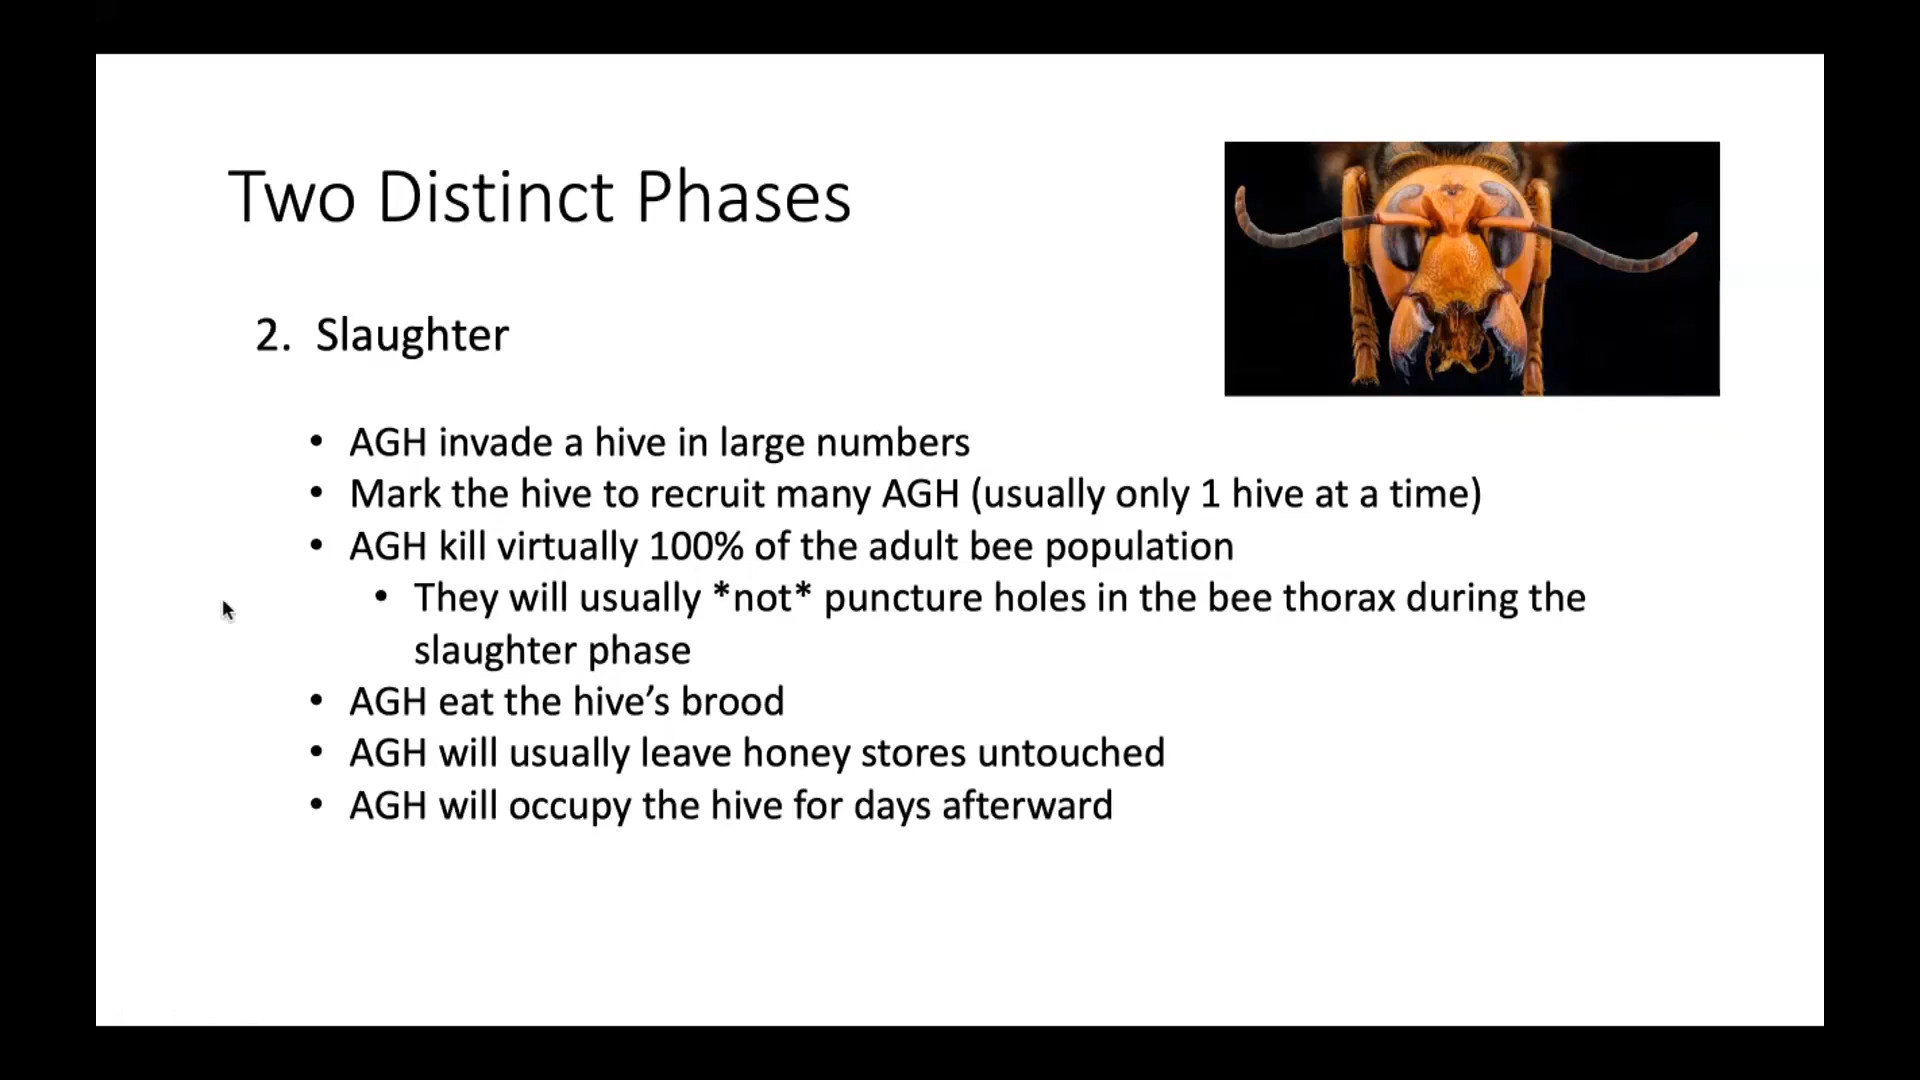 Two Distinct Phases
2. Slaughter
• AGH invade a hive in large numbers
• Mark the hive to recruit many AGH (usually only 1 hive at a time)
• AGH kill virtually 100% of the adult bee population
• They will usually *not* puncture holes in the bee thorax during the
slaughter phase
• AGH eat the hive’s brood
• AGH will usually leave honey stores untouched
• AGH will occupy the hive for days afterward